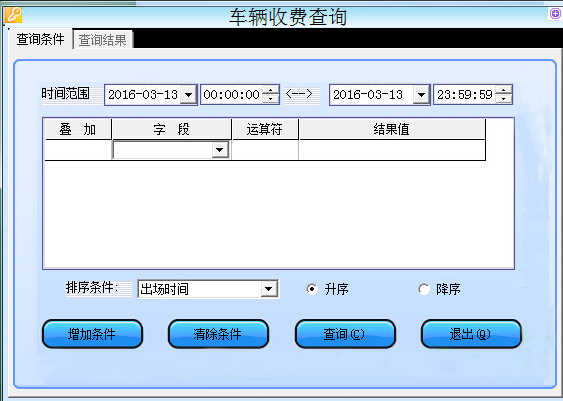 车辆收费查询
查询条件 查询结果
时间范围 2016-03-13 00:00:00 <--> 2016-03-13 23:59:59
叠 加 字 段 运算符 结果值
排序条件: 出场时间 升序 降序
增加条件 清除条件 查询(C) 退出(Q)